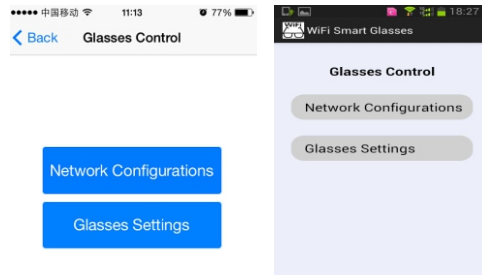 中国移动 11:13 77%
Back Glasses Control
Network Configurations
Glasses Settings
18:27
WiFi WiFi Smart Glasses
Glasses Control
Network Configurations
Glasses Settings